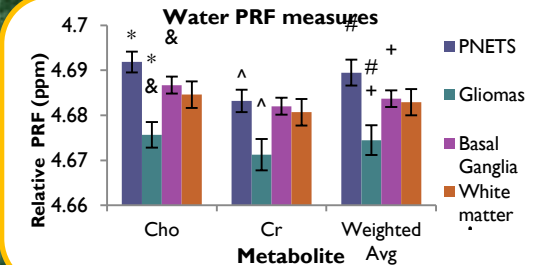 Water PRF measures
4.7
4.69
4.68
4.67
4.66
Relative PRF (ppm)
*
*
&
&
^
^
#
#
+
+
Cho
Cr
Weighted
Avg
Metabolite
PNETS
Gliomas
Basal
Ganglia
White
matter